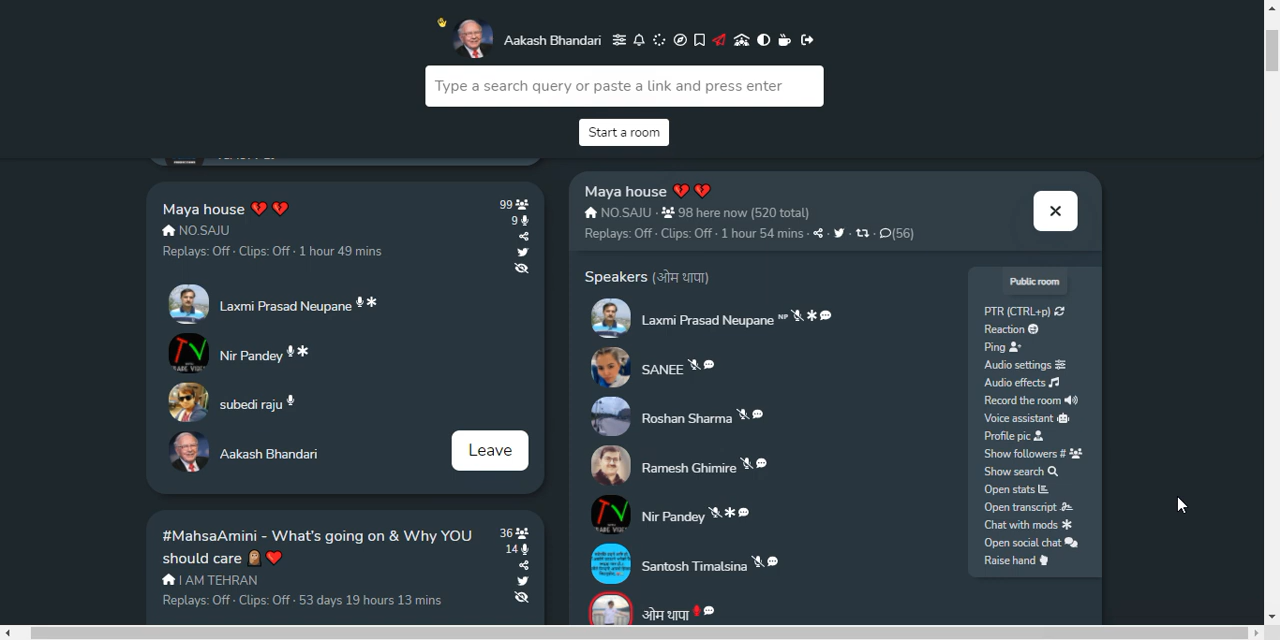 Aakash Bhandari
Type a search query or paste a link and press enter
Start a room
Maya house 💔 💔
NO.SAJU
Replays: Off · Clips: Off · 1 hour 49 mins
99
9
Laxmi Prasad Neupane
Nir Pandey
subedi raju
Aakash Bhandari
Leave
#MahsaAmini - What's going on & Why YOU
should care
I AM TEHRAN
Replays: Off · Clips: Off · 53 days 19 hours 13 mins
36
14
Maya house 💔 💔
NO.SAJU · 98 here now (520 total)
Replays: Off · Clips: Off · 1 hour 54 mins · · · · (56)
Speakers (ओम थापा)
Laxmi Prasad Neupane NP
SANEE
Roshan Sharma
Ramesh Ghimire
Nir Pandey
Santosh Timalsina
ओम थापा
Public room
PTR (CTRL+p)
Reaction
Ping
Audio settings
Audio effects
Record the room
Voice assistant
Profile pic
Show followers #
Show search
Open stats
Open transcript
Chat with mods
Open social chat
Raise hand